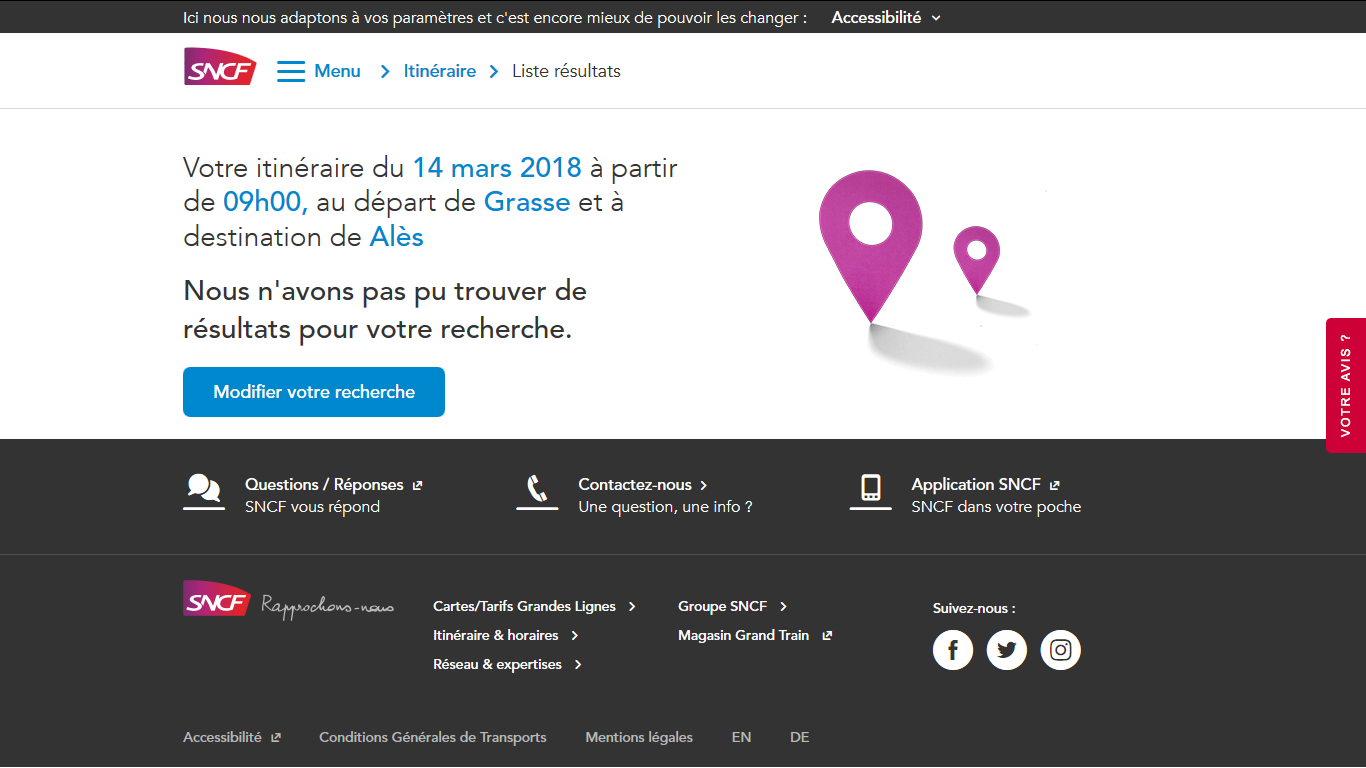 Ici nous nous adaptons à vos paramètres et c'est encore mieux de pouvoir les changer : Accessibilité
SNCF Menu Itinéraire Liste résultats
Votre itinéraire du 14 mars 2018 à partir
de 09h00, au départ de Grasse et à
destination de Alès
Nous n'avons pas pu trouver de
résultats pour votre recherche.
Modifier votre recherche
VOTRE AVIS ?
Questions / Réponses
SNCF vous répond
Contactez-nous
Une question, une info ?
Application SNCF
SNCF dans votre poche
SNCF Rapprochons-nous
Cartes/Tarifs Grandes Lignes
Itinéraire & horaires
Réseau & expertises
Groupe SNCF
Magasin Grand Train
Suivez-nous :
Accessibilité Conditions Générales de Transports Mentions légales EN DE